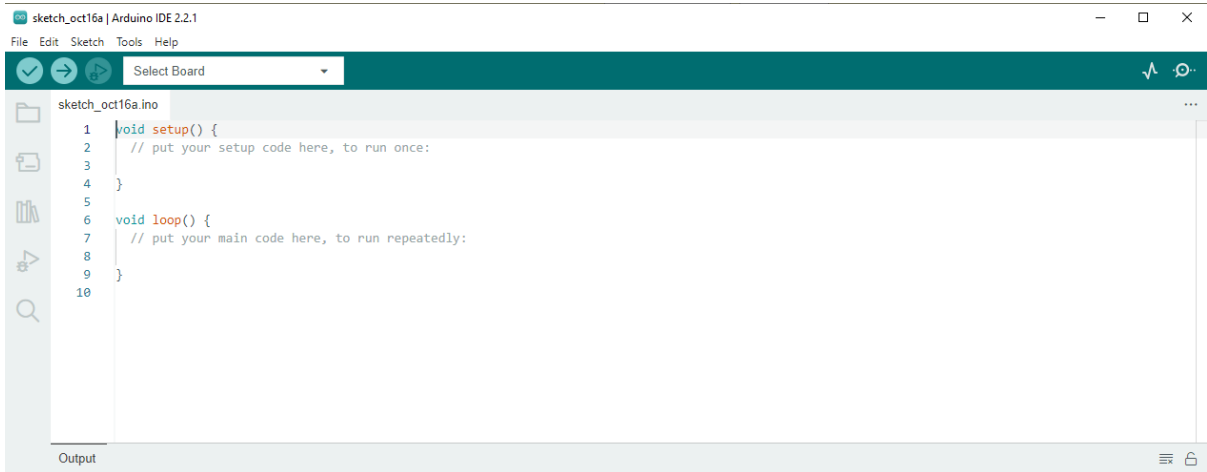 sketch_oct16a | Arduino IDE 2.2.1
File Edit Sketch Tools Help
Select Board
sketch_oct16a.ino
1 void setup() {
2   // put your setup code here, to run once:
3
4 }
5
6 void loop() {
7   // put your main code here, to run repeatedly:
8
9 }
10
Output